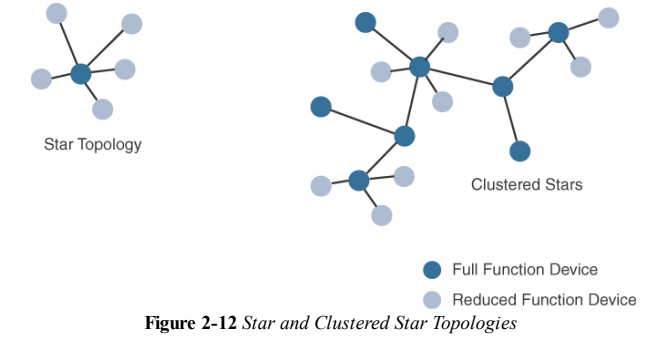 Star Topology
Clustered Stars
Full Function Device
Reduced Function Device
Figure 2-12 Star and Clustered Star Topologies